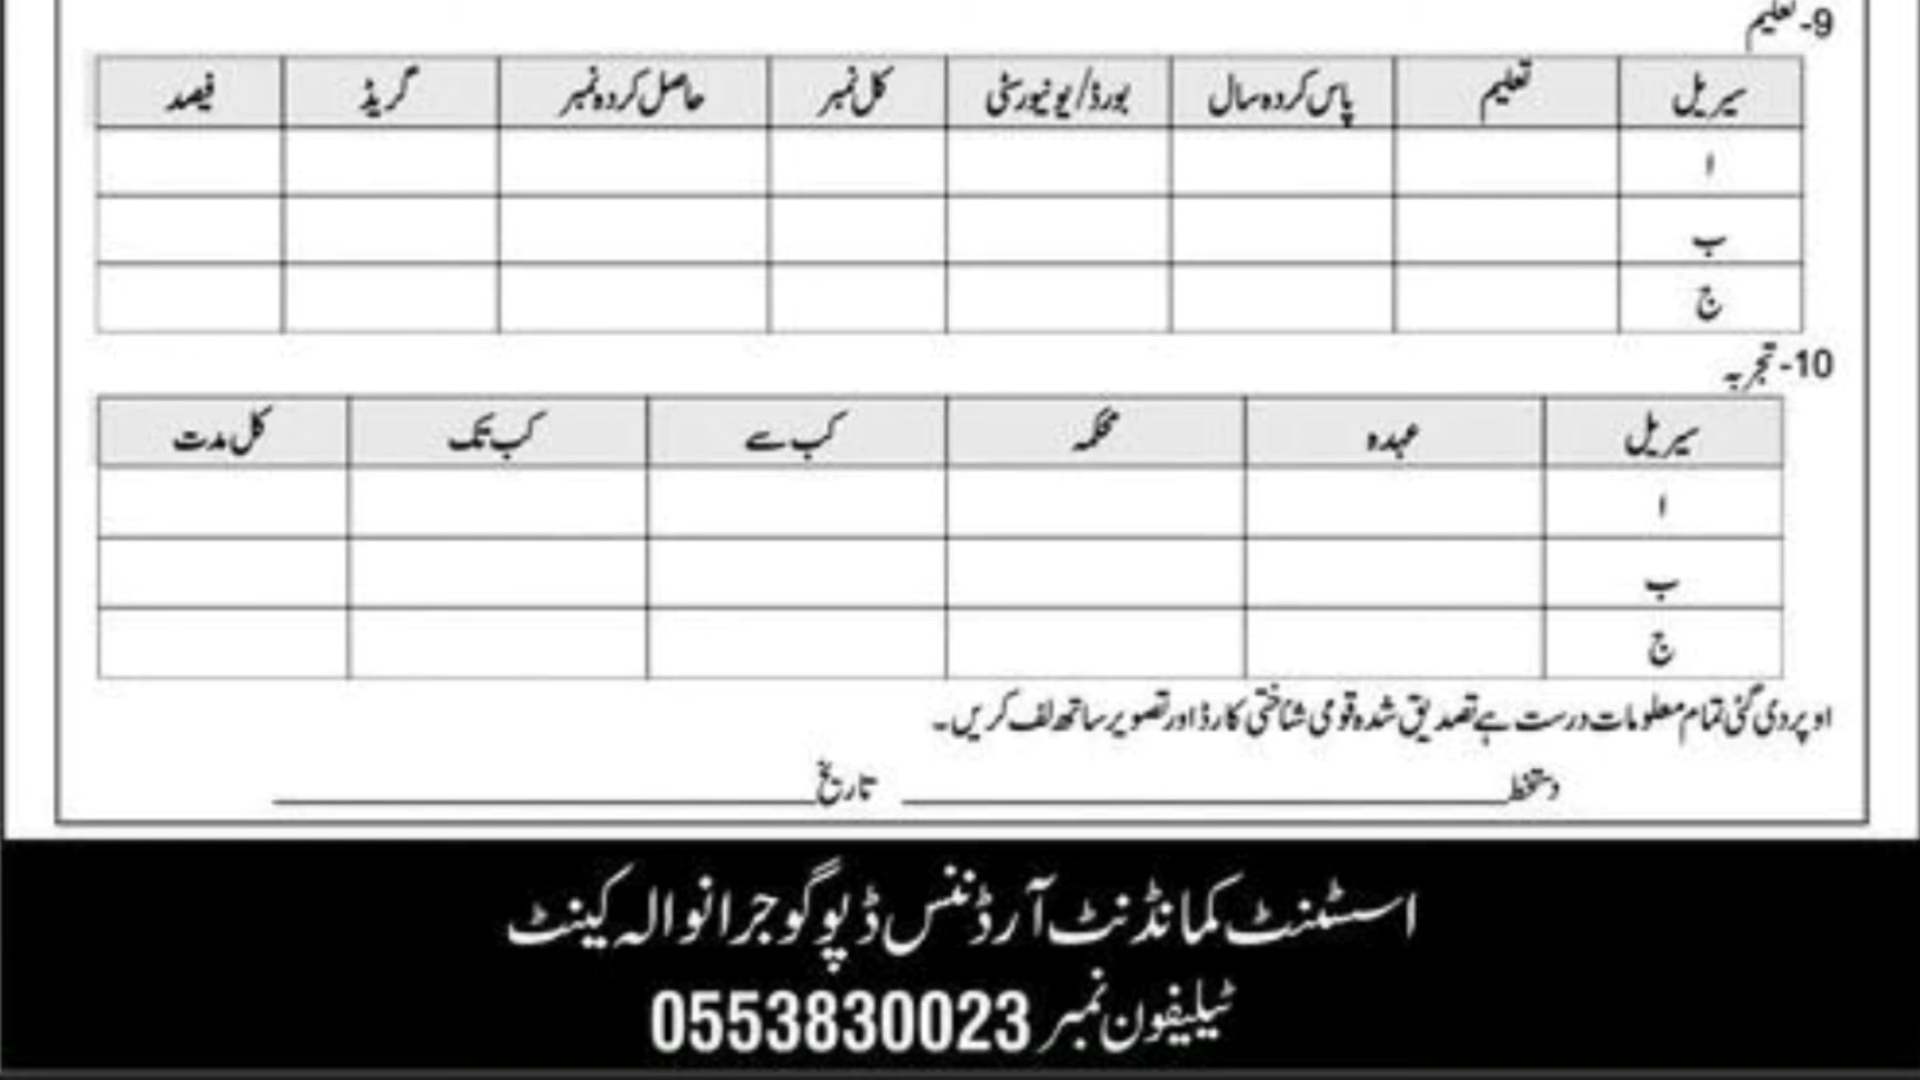 9- تعلیم
سیریل تعلیم پاس کردہ سال بورڈ/یونیورسٹی کل نمبر حاصل کردہ نمبر گریڈ فیصد
ا
ب
ج
10- تجربہ
سیریل عہدہ محکمہ کب سے کب تک کل مدت
ا
ب
ج
اوپر دی گئی تمام معلومات درست ہے تصدیق شدہ قومی شناختی کارڈ اور تصویر ساتھ لف کریں۔
دستخط تاریخ
اسسٹنٹ کمانڈنٹ آرڈننس ڈپو گوجرانوالہ کینٹ
ٹیلیفون نمبر 0553830023